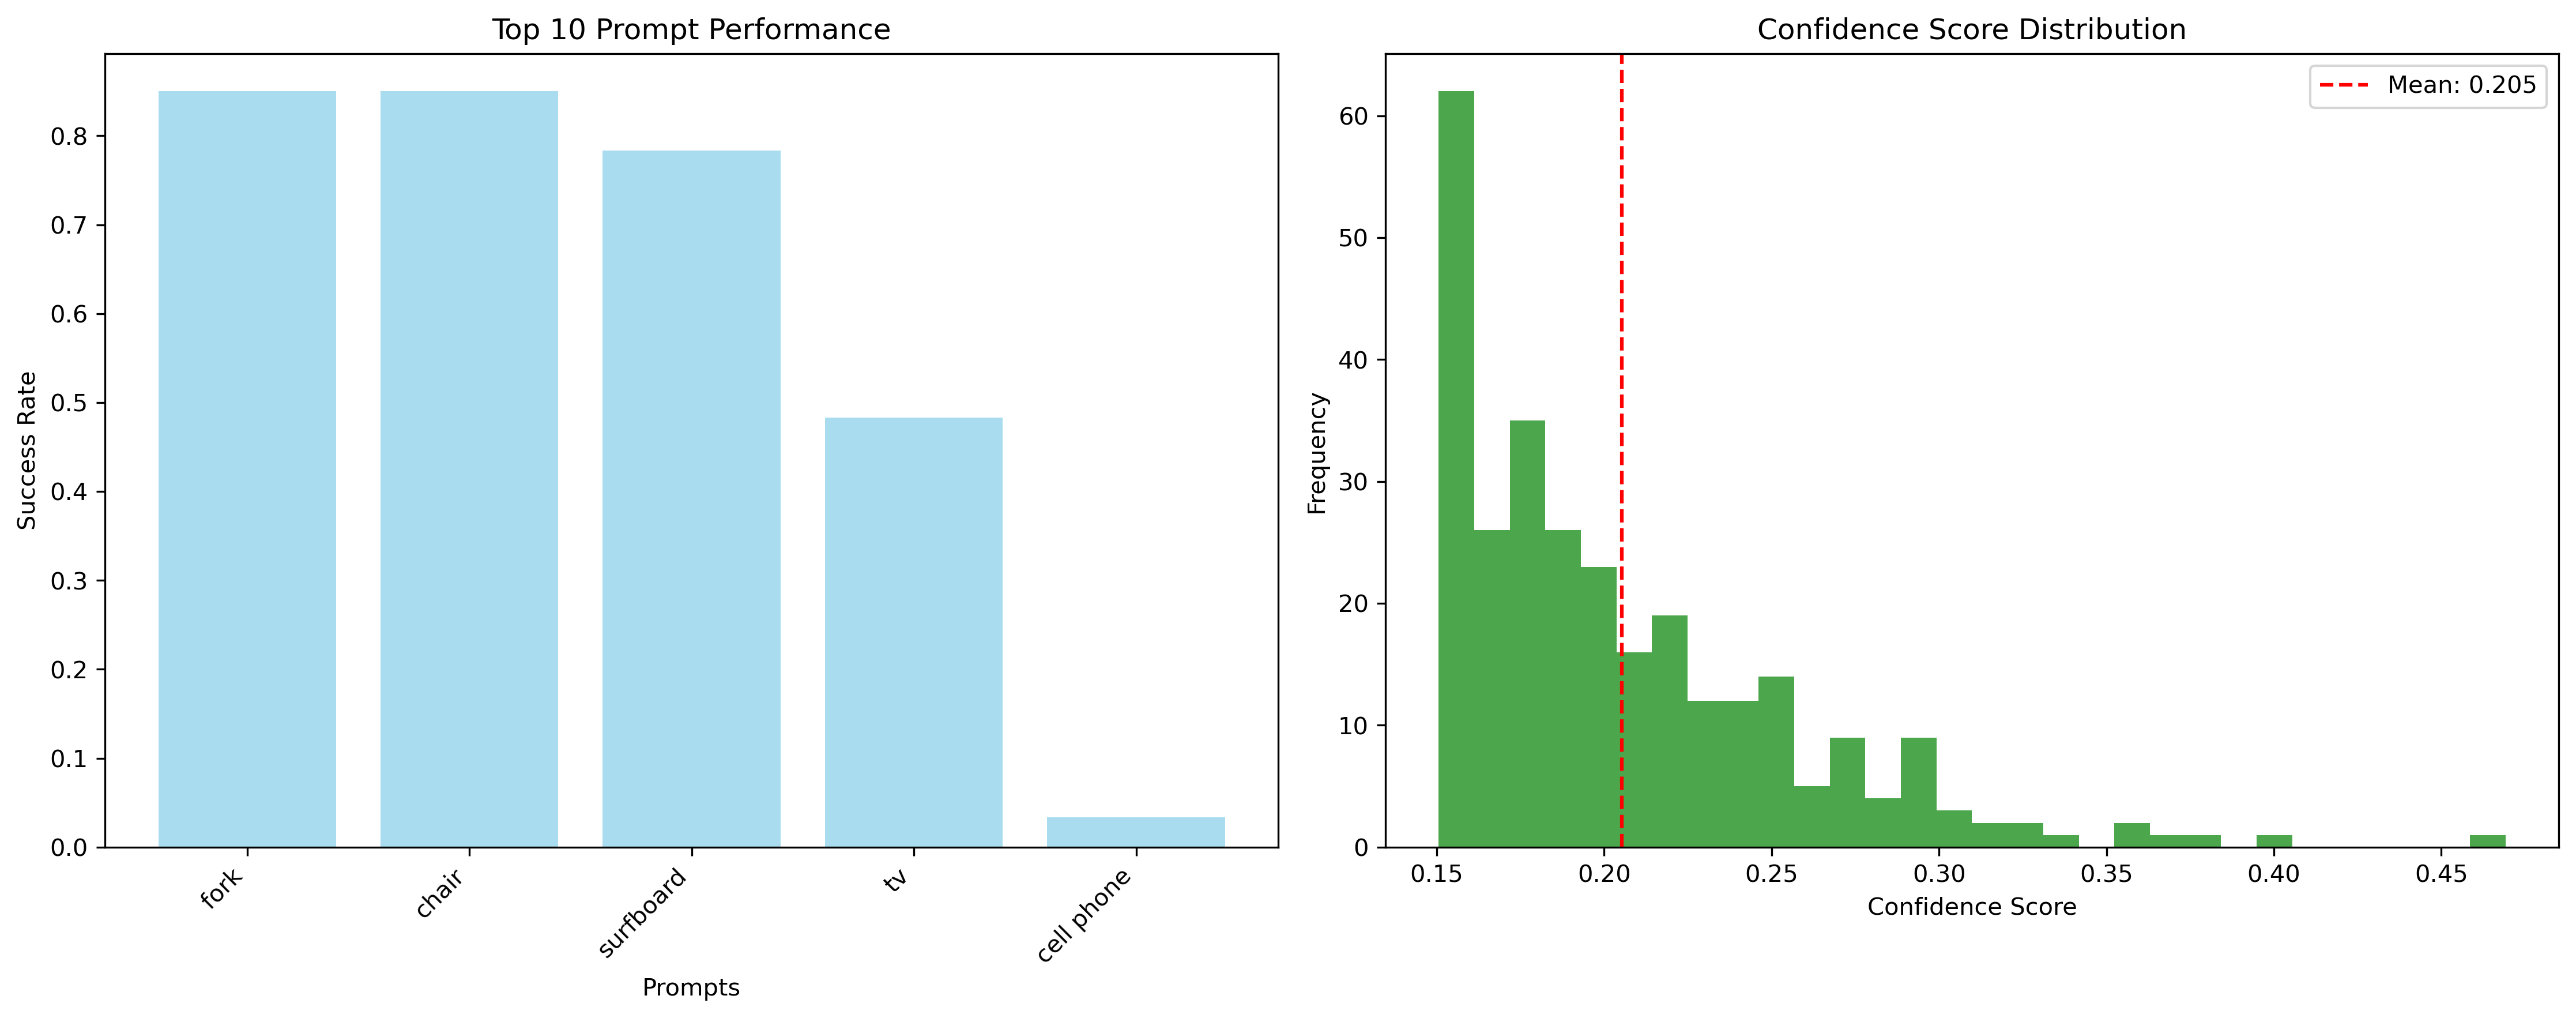 Top 10 Prompt Performance
Success Rate
0.8
0.7
0.6
0.5
0.4
0.3
0.2
0.1
0.0
fork
chair
surfboard
tv
cell phone
Prompts
Confidence Score Distribution
Mean: 0.205
Frequency
60
50
40
30
20
10
0
0.15
0.20
0.25
0.30
0.35
0.40
0.45
Confidence Score